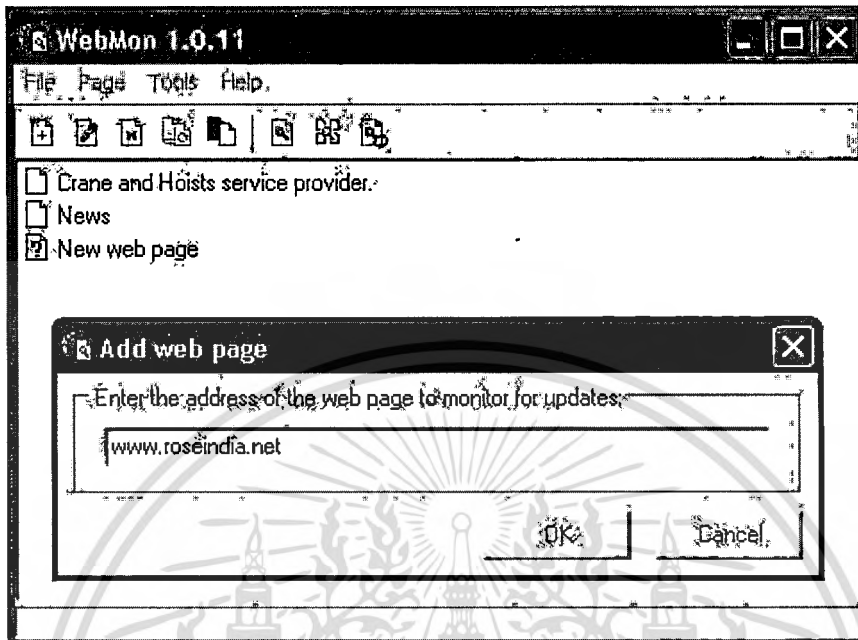 WebMon 1.0.11
File Page Tools Help
Crane and Hoists service provider.
News
New web page
Add web page
Enter the address of the web page to monitor for updates:
www.roseindia.net
OK Cancel